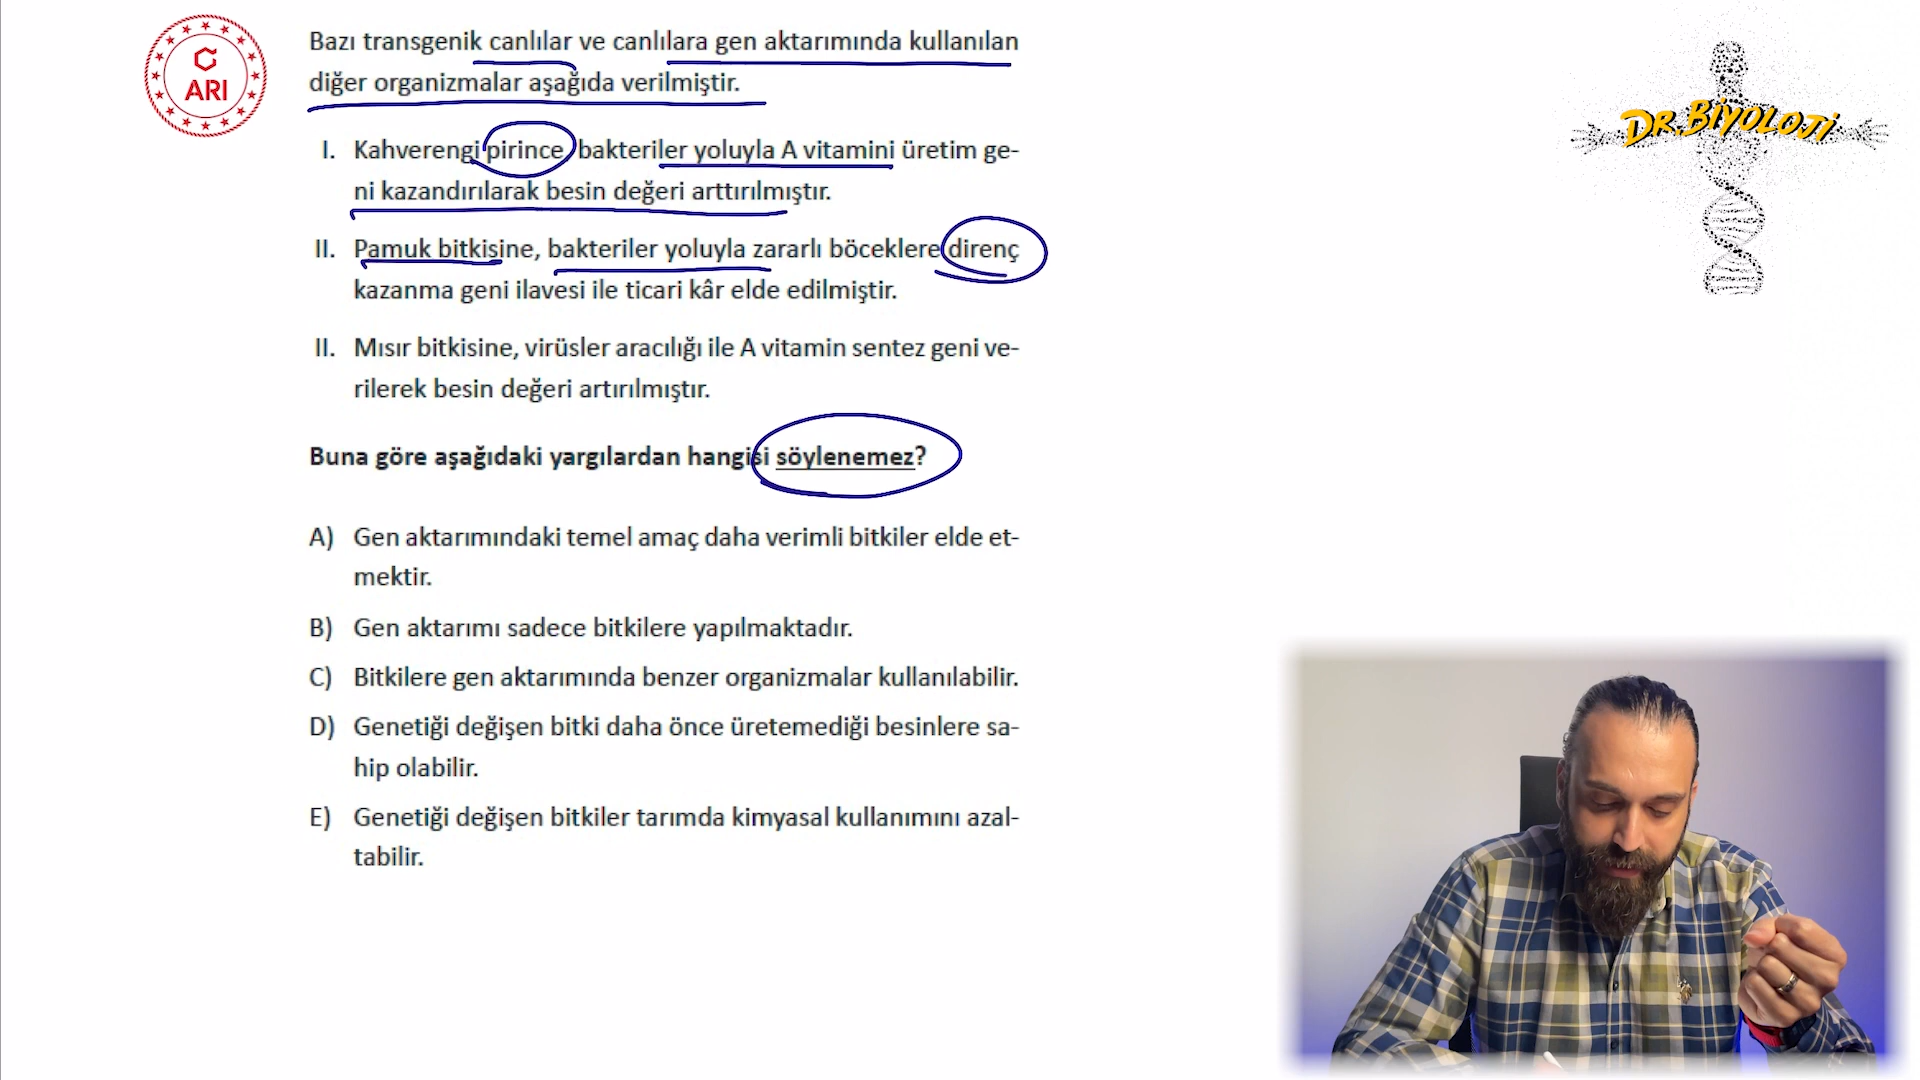 ARI
DR.BİYOLOJİ
Bazı transgenik canlılar ve canlılara gen aktarımında kullanılan
diğer organizmalar aşağıda verilmiştir.
I. Kahverengi pirince, bakteriler yoluyla A vitamini üretim ge-
ni kazandırılarak besin değeri arttırılmıştır.
II. Pamuk bitkisine, bakteriler yoluyla zararlı böceklere direnç
kazanma geni ilavesi ile ticari kâr elde edilmiştir.
II. Mısır bitkisine, virüsler aracılığı ile A vitamin sentez geni ve-
rilerek besin değeri artırılmıştır.
Buna göre aşağıdaki yargılardan hangisi söylenemez?
A) Gen aktarımındaki temel amaç daha verimli bitkiler elde et-
mektir.
B) Gen aktarımı sadece bitkilere yapılmaktadır.
C) Bitkilere gen aktarımında benzer organizmalar kullanılabilir.
D) Genetiği değişen bitki daha önce üretemediği besinlere sa-
hip olabilir.
E) Genetiği değişen bitkiler tarımda kimyasal kullanımını azal-
tabilir.